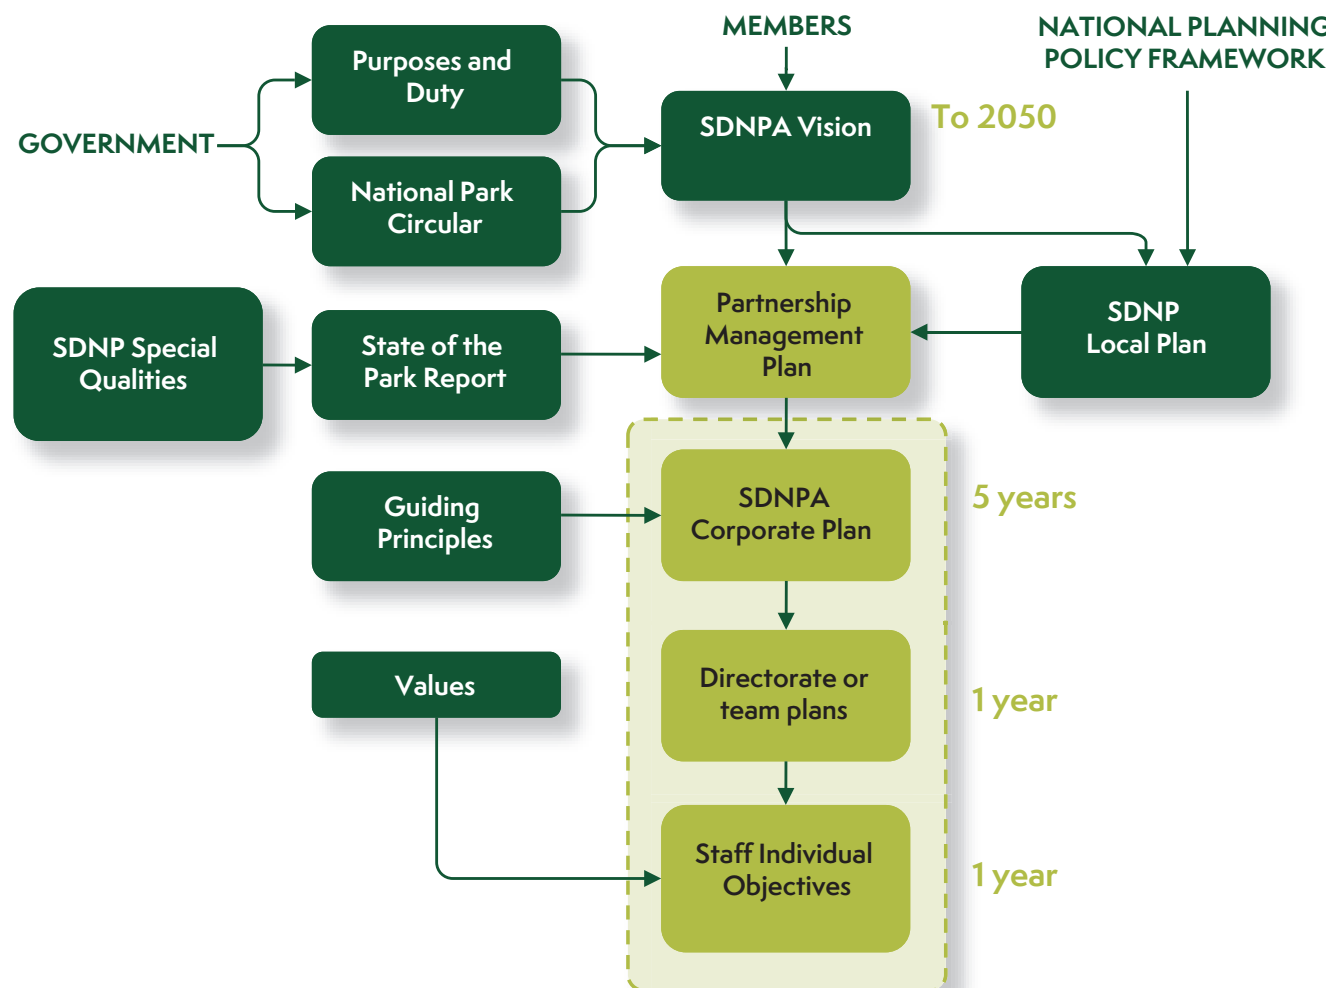 MEMBERS
NATIONAL PLANNING
POLICY FRAMEWORK
Purposes and
Duty
SDNPA Vision
To 2050
GOVERNMENT
National Park
Circular
SDNP Special
Qualities
State of the
Park Report
Partnership
Management
Plan
SDNP
Local Plan
Guiding
Principles
SDNPA
Corporate Plan
5 years
Values
Directorate or
team plans
1 year
Staff Individual
Objectives
1 year